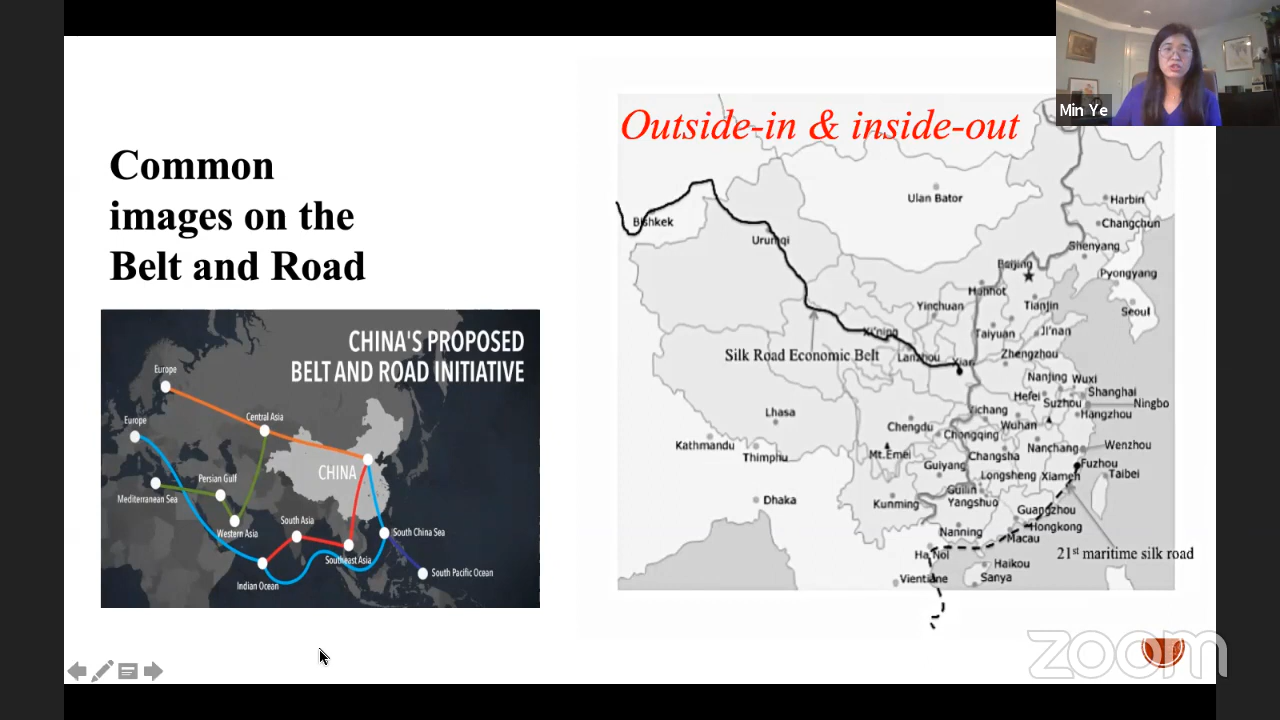 Common
images on the
Belt and Road
CHINA'S PROPOSED
BELT AND ROAD INITIATIVE
Europe
Europe
Central Asia
CHINA
Persian Gulf
Mediterranean Sea
Western Asia
South Asia
South China Sea
Southeast Asia
South Pacific Ocean
Indian Ocean
Outside-in & inside-out
Min Ye
Ulan Bator
Harbin
Bishkek
Changchun
Urumqi
Shenyang
Beijing
Pyongyang
Huhhot
Yinchuan
Tianjin
Seoul
Xi'ning
Taiyuan
Ji'nan
Silk Road Economic Belt
Lanzhou
Xian
Zhengzhou
Nanjing
Wuxi
Hefei
Suzhou
Shanghai
Ningbo
Lhasa
Yichang
Hangzhou
Chengdu
Chongqing
Wuhan
Kathmandu
Thimphu
Mt.Emei
Changsha
Nanchang
Wenzhou
Guiyang
Longsheng
Xiamen
Fuzhou
Taibei
Dhaka
Kunming
Guilin
Yangshuo
Guangzhou
Nanning
Hongkong
Macau
Ha Noi
21st maritime silk road
Haikou
Vientiane
Sanya
zoom